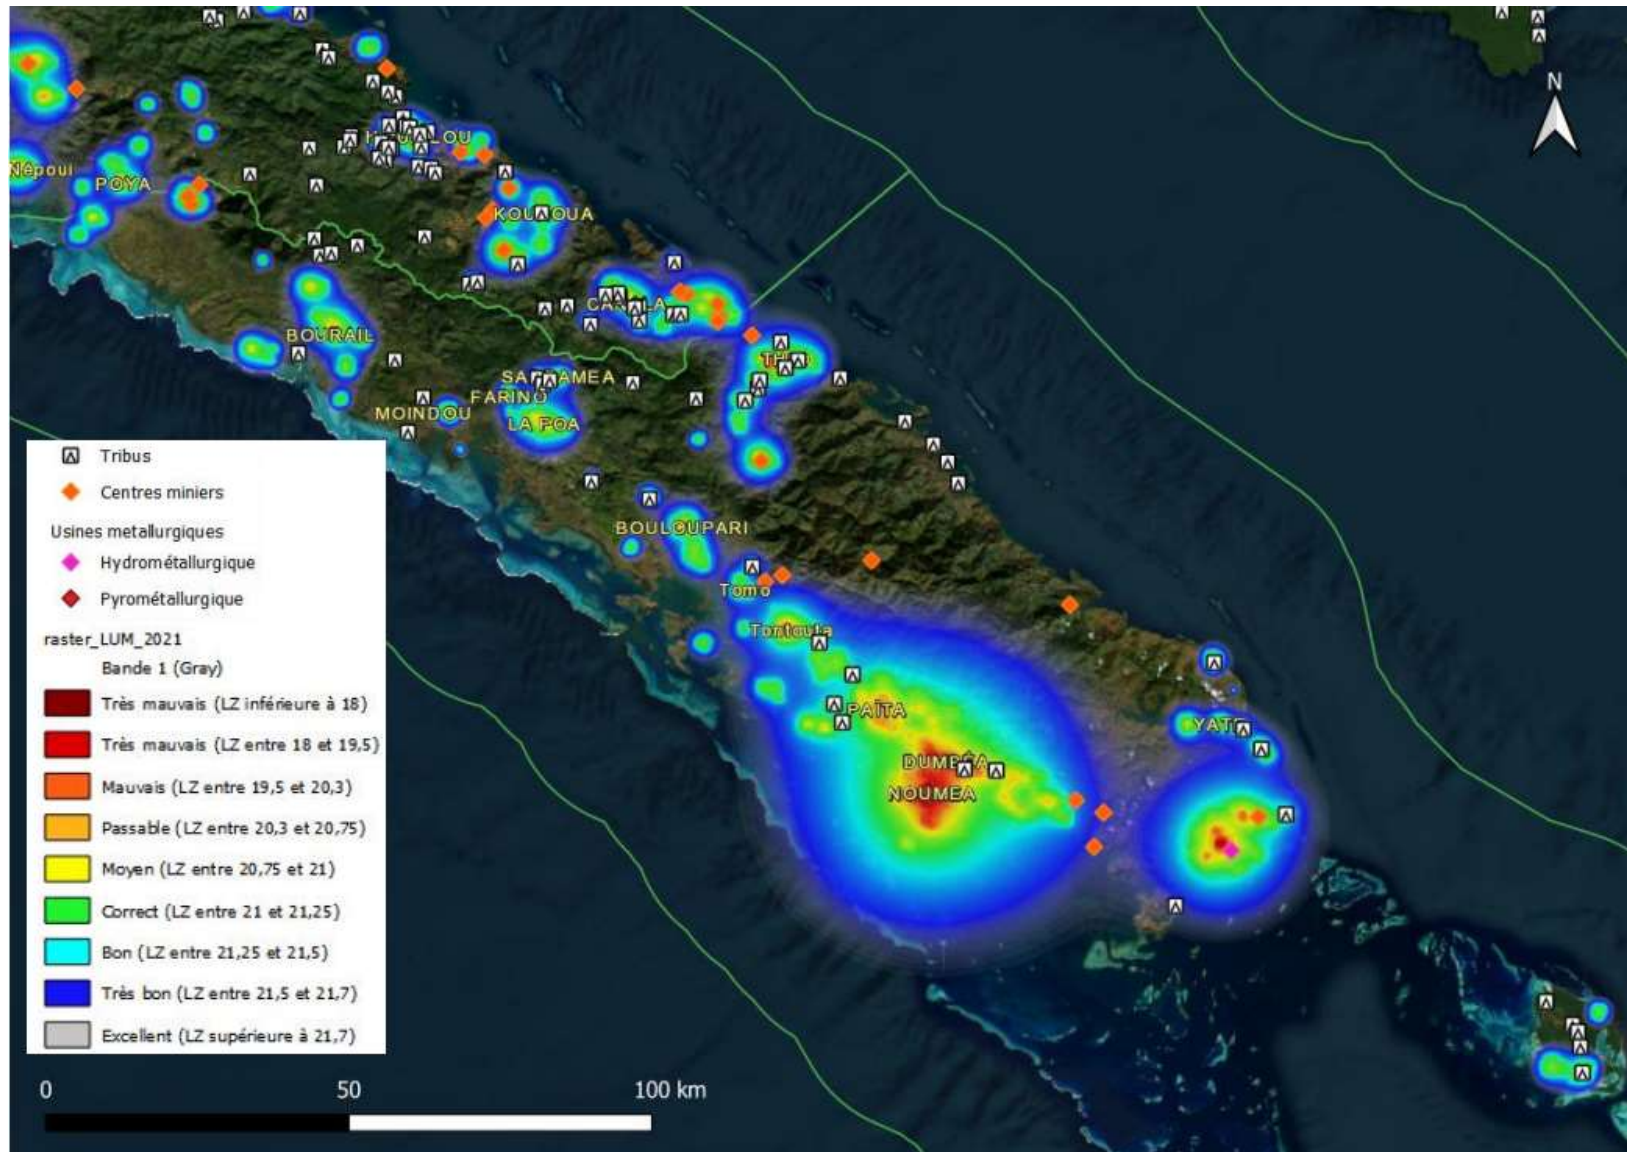 N
Népoui
POYA
KOUAOUA
BOURAIL
FARINO
MOINDOU
LA FOA
BOULOUPARI
Tomo
Tontouta
PAÏTA
DUMBÉA
NOUMEA
Tribus
Centres miniers
Usines metallurgiques
Hydrométallurgique
Pyrométallurgique
raster_LUM_2021
Bande 1 (Gray)
Très mauvais (LZ inférieure à 18)
Très mauvais (LZ entre 18 et 19,5)
Mauvais (LZ entre 19,5 et 20,3)
Passable (LZ entre 20,3 et 20,75)
Moyen (LZ entre 20,75 et 21)
Correct (LZ entre 21 et 21,25)
Bon (LZ entre 21,25 et 21,5)
Très bon (LZ entre 21,5 et 21,7)
Excellent (LZ supérieure à 21,7)
0 50 100 km